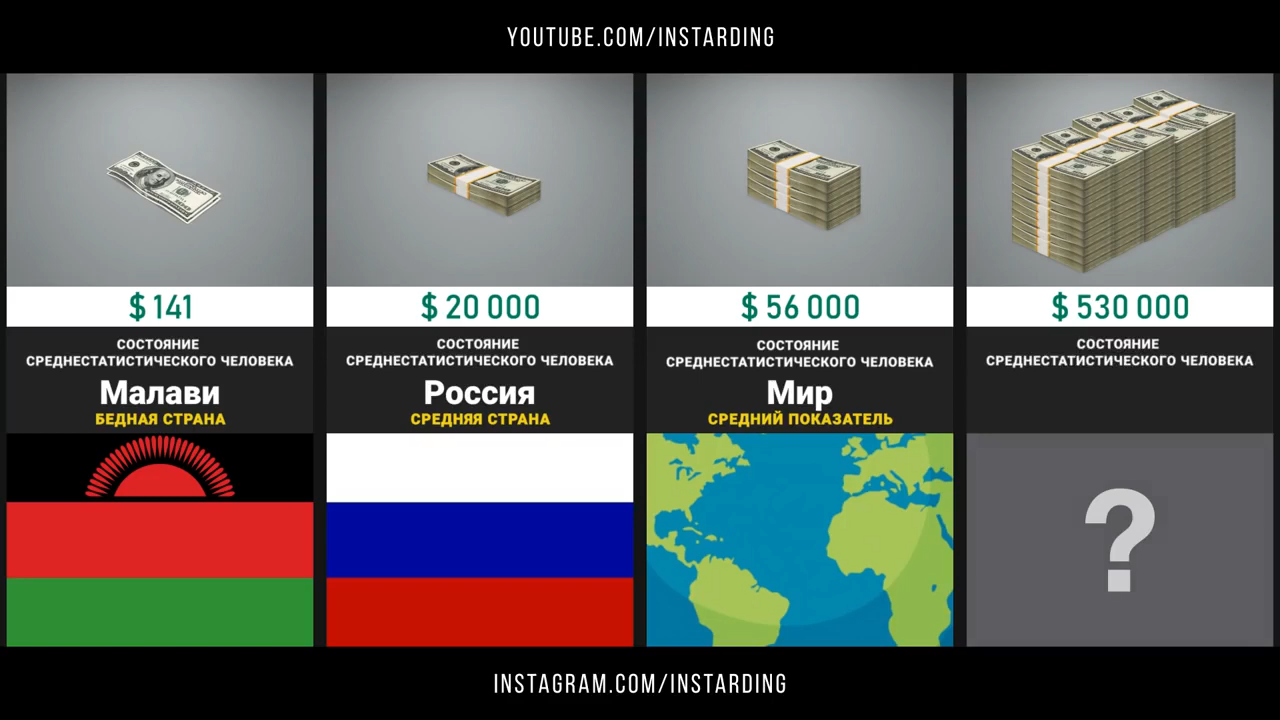 YOUTUBE.COM/INSTARDING
$ 141
СОСТОЯНИЕ
СРЕДНЕСТАТИСТИЧЕСКОГО ЧЕЛОВЕКА
Малави
БЕДНАЯ СТРАНА
$ 20 000
СОСТОЯНИЕ
СРЕДНЕСТАТИСТИЧЕСКОГО ЧЕЛОВЕКА
Россия
СРЕДНЯЯ СТРАНА
$ 56 000
СОСТОЯНИЕ
СРЕДНЕСТАТИСТИЧЕСКОГО ЧЕЛОВЕКА
Мир
СРЕДНИЙ ПОКАЗАТЕЛЬ
$ 530 000
СОСТОЯНИЕ
СРЕДНЕСТАТИСТИЧЕСКОГО ЧЕЛОВЕКА
?
INSTAGRAM.COM/INSTARDING